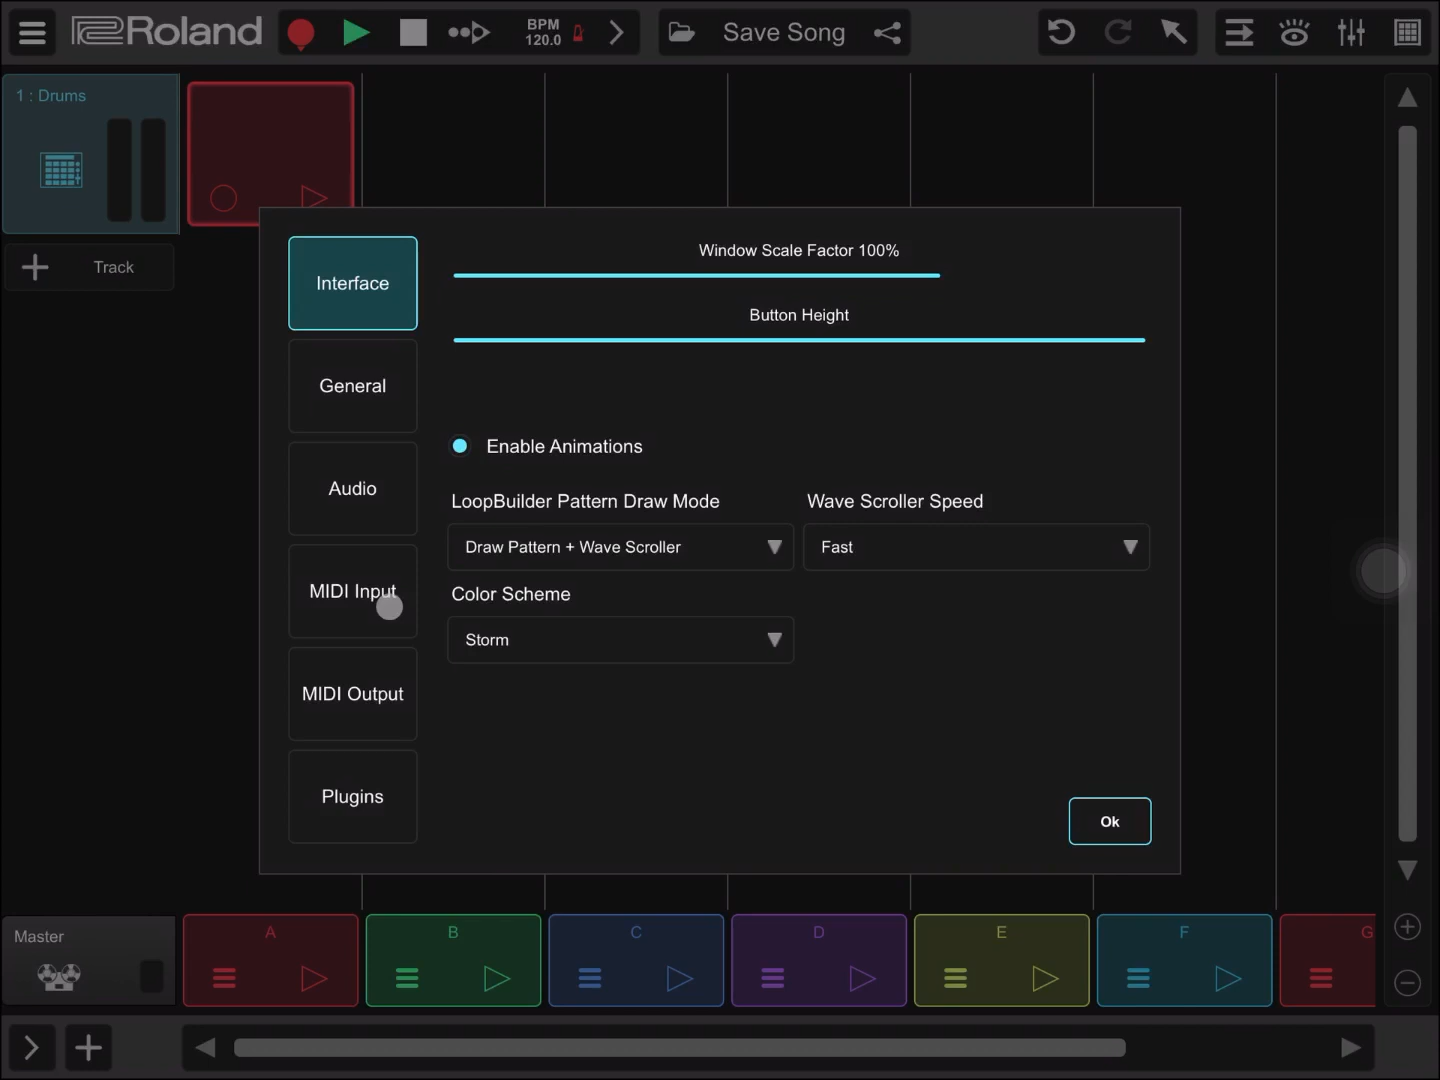 Roland
BPM
120.0
Save Song
1 : Drums
Track
Interface
General
Audio
MIDI Input
MIDI Output
Plugins
Window Scale Factor 100%
Button Height
Enable Animations
LoopBuilder Pattern Draw Mode
Wave Scroller Speed
Draw Pattern + Wave Scroller
Fast
Color Scheme
Storm
Ok
Master
A
B
C
D
E
F
G